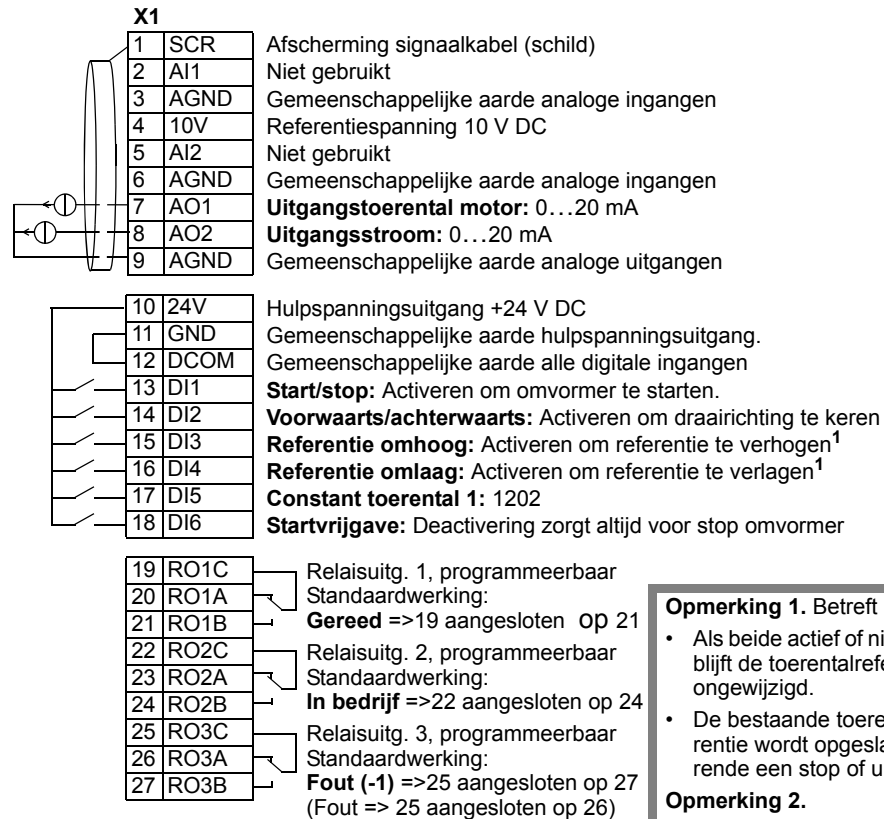 X1
1 SCR Afscherming signaalkabel (schild)
2 AI1 Niet gebruikt
3 AGND Gemeenschappelijke aarde analoge ingangen
4 10V Referentiespanning 10 V DC
5 AI2 Niet gebruikt
6 AGND Gemeenschappelijke aarde analoge ingangen
7 AO1 Uitgangstoerental motor: 0…20 mA
8 AO2 Uitgangsstroom: 0…20 mA
9 AGND Gemeenschappelijke aarde analoge uitgangen
10 24V Hulpspanningsuitgang +24 V DC
11 GND Gemeenschappelijke aarde hulpspanningsuitgang.
12 DCOM Gemeenschappelijke aarde alle digitale ingangen
13 DI1 Start/stop: Activeren om omvormer te starten.
14 DI2 Voorwaarts/achterwaarts: Activeren om draairichting te keren
15 DI3 Referentie omhoog: Activeren om referentie te verhogen1
16 DI4 Referentie omlaag: Activeren om referentie te verlagen1
17 DI5 Constant toerental 1: 1202
18 DI6 Startvrijgave: Deactivering zorgt altijd voor stop omvormer
19 RO1C Relaisuitg. 1, programmeerbaar
20 RO1A Standaardwerking:
21 RO1B Gereed =>19 aangesloten op 21
22 RO2C Relaisuitg. 2, programmeerbaar
23 RO2A Standaardwerking:
24 RO2B In bedrijf =>22 aangesloten op 24
25 RO3C Relaisuitg. 3, programmeerbaar
26 RO3A Standaardwerking:
27 RO3B Fout (-1) =>25 aangesloten op 27
(Fout => 25 aangesloten op 26)
Opmerking 1. Betreft
• Als beide actief of ni
blijft de toerentalrefe
ongewijzigd.
• De bestaande toere
rentie wordt opgesla
rende een stop of u
Opmerking 2.